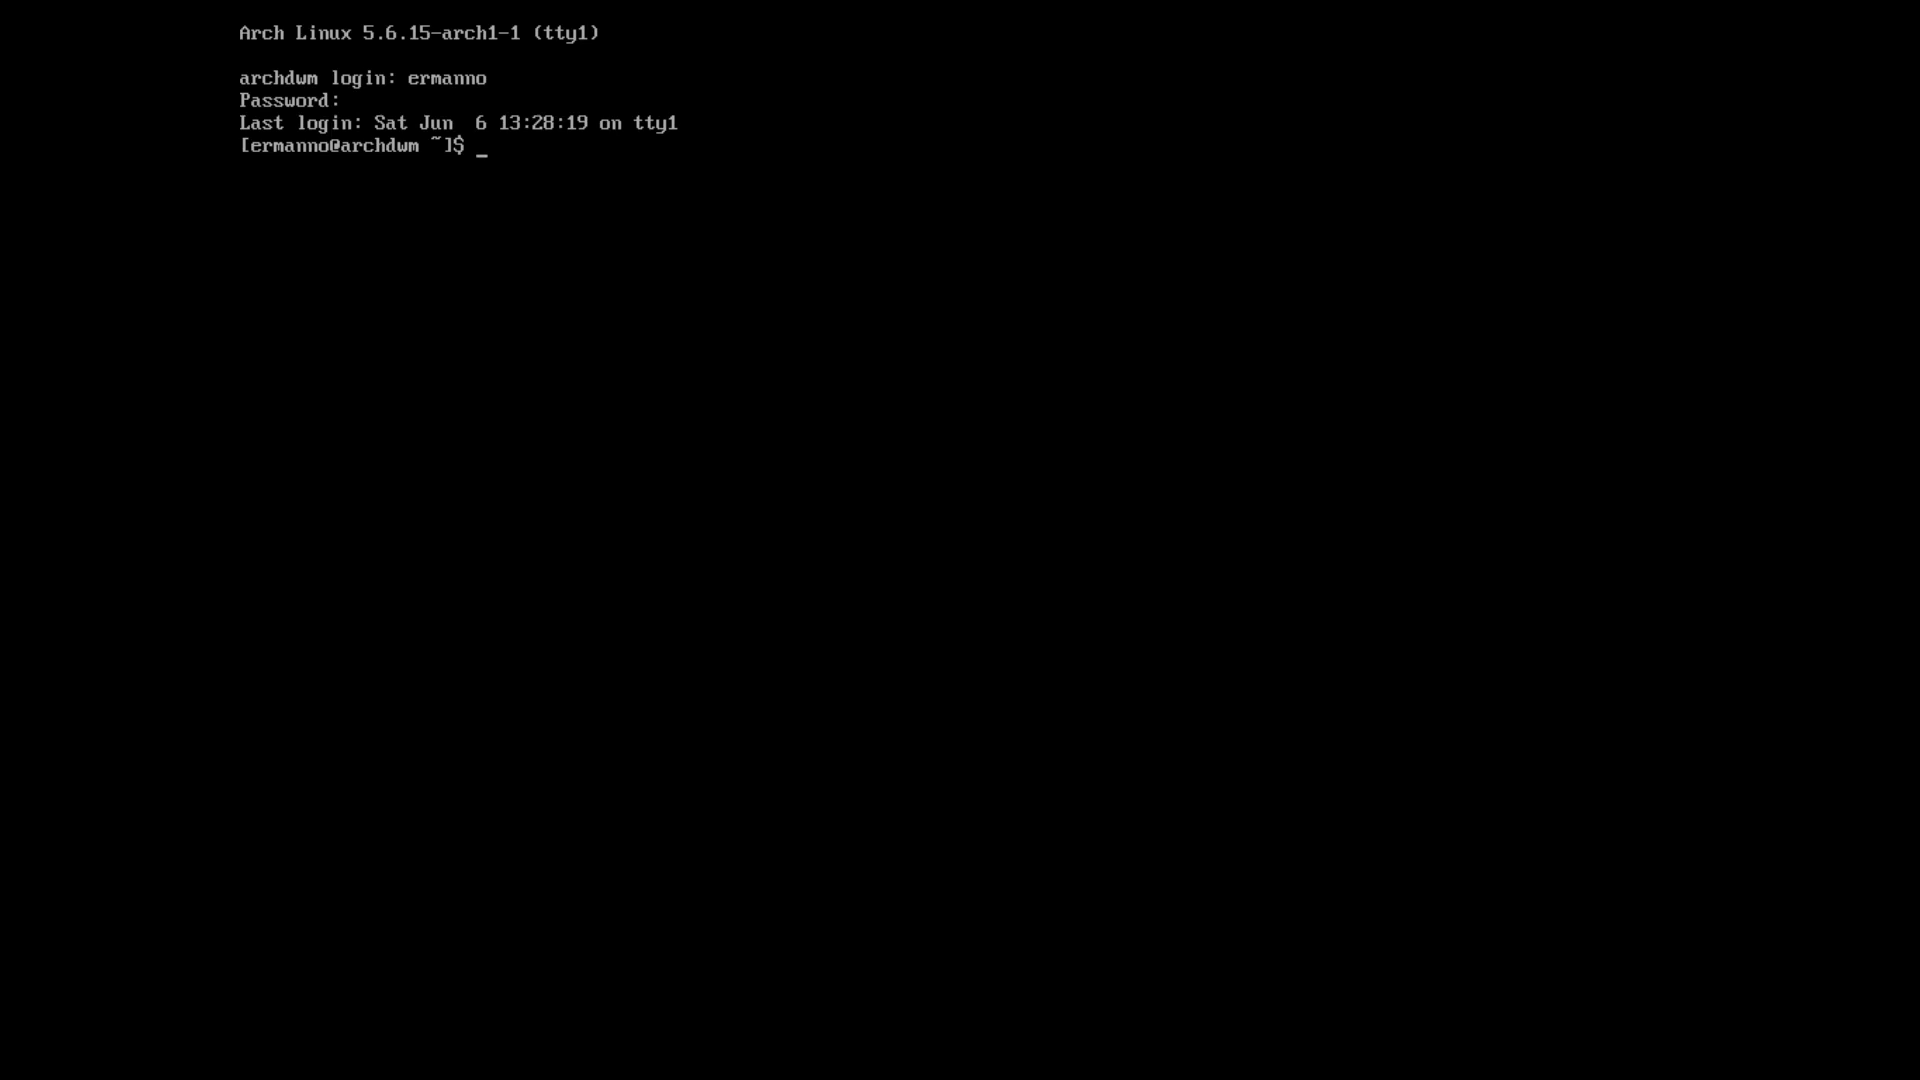 Arch Linux 5.6.15-arch1-1 (tty1)
archdwm login: ermanno
Password:
Last login: Sat Jun  6 13:28:19 on tty1
[ermanno@archdwm ~]$ _